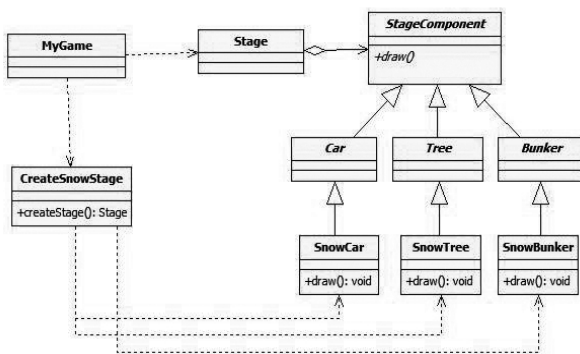 MyGame
Stage
StageComponent
+draw()
Car
Tree
Bunker
CreateSnowStage
+createStage(): Stage
SnowCar
+draw(): void
SnowTree
+draw(): void
SnowBunker
+draw(): void